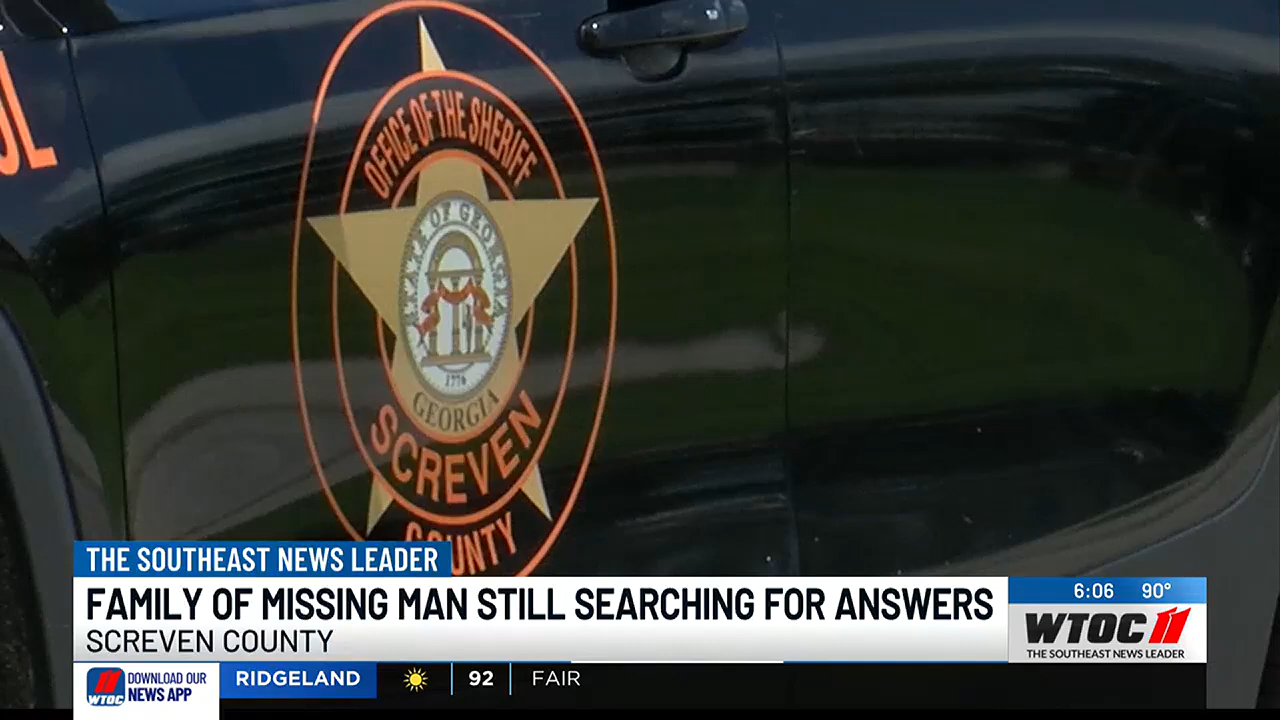 OFFICE OF THE SHERIFF
STATE OF GEORGIA
1776
GEORGIA
SCREVEN
COUNTY
THE SOUTHEAST NEWS LEADER
FAMILY OF MISSING MAN STILL SEARCHING FOR ANSWERS
SCREVEN COUNTY
6:06 90°
WTOC 11
THE SOUTHEAST NEWS LEADER
11
WTOC
DOWNLOAD OUR
NEWS APP
RIDGELAND 92 FAIR